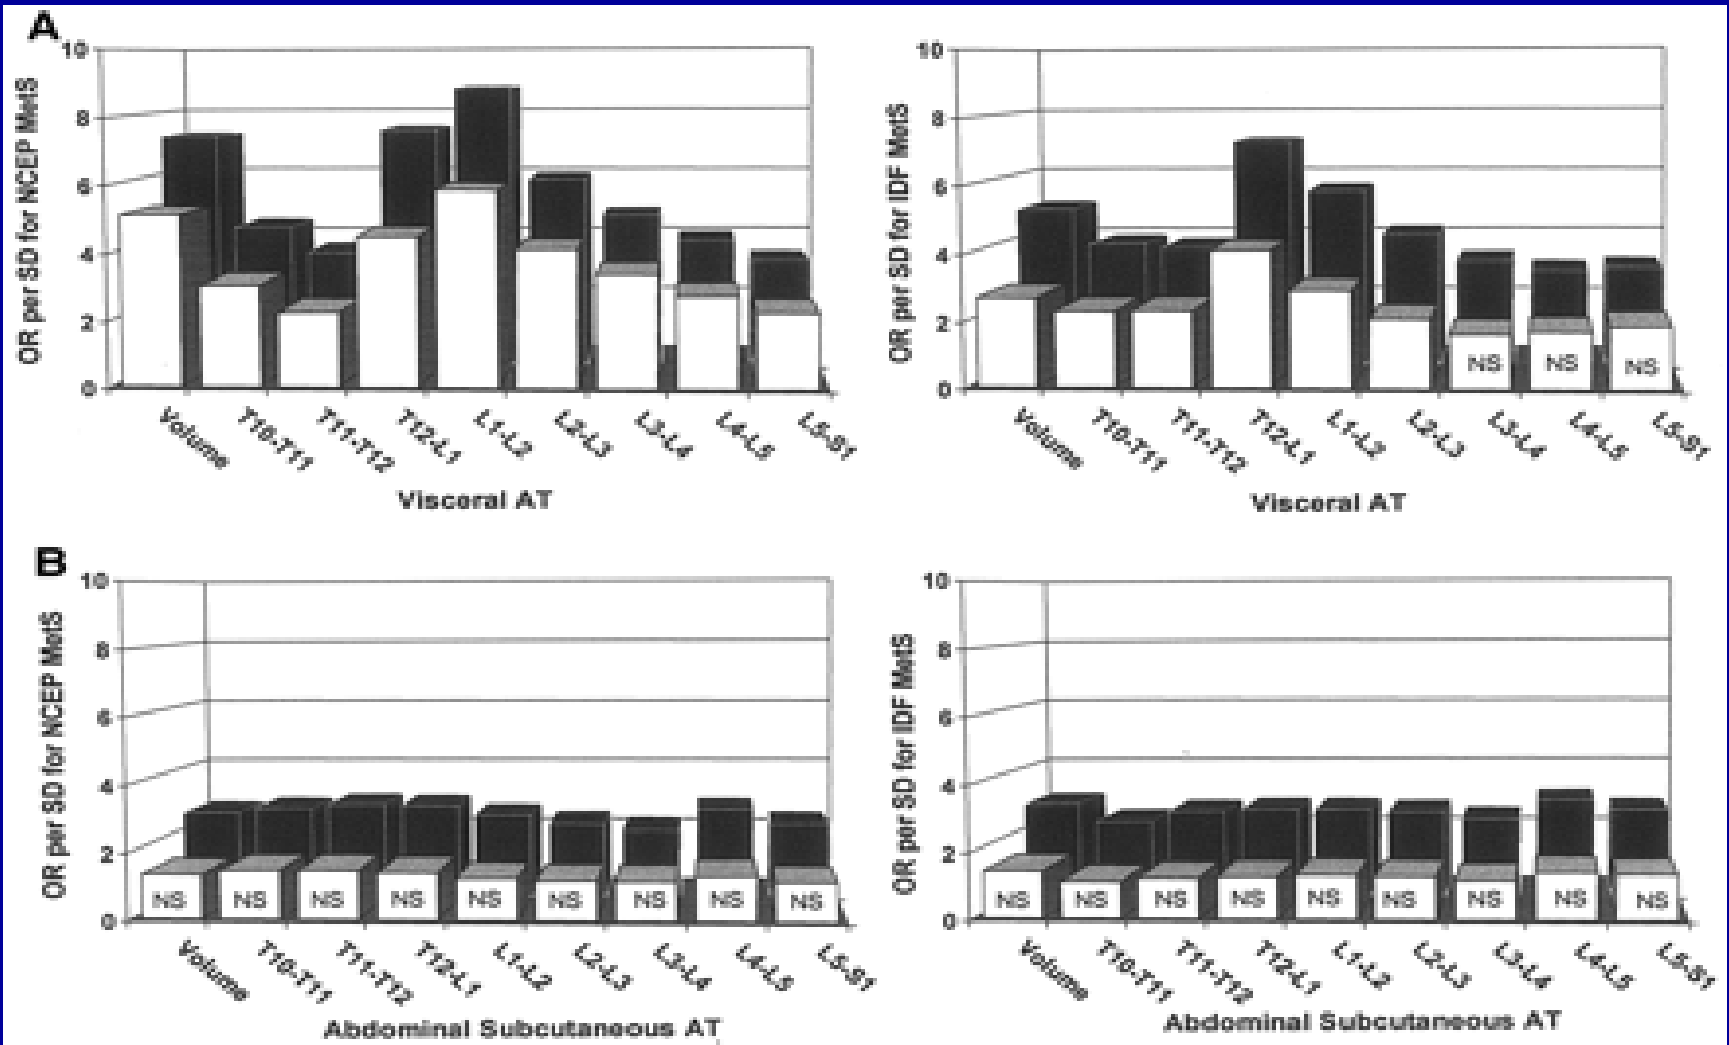 A
OR per SD for NCEP MetS
10
8
6
4
2
0
Volume
T10-T11
T11-T12
T12-L1
L1-L2
L2-L3
L3-L4
L4-L5
L5-S1
Visceral AT
OR per SD for IDF MetS
10
8
6
4
2
0
NS
NS
NS
Volume
T10-T11
T11-T12
T12-L1
L1-L2
L2-L3
L3-L4
L4-L5
L5-S1
Visceral AT
B
OR per SD for NCEP MetS
10
8
6
4
2
0
NS
NS
NS
NS
NS
NS
NS
NS
NS
Volume
T10-T11
T11-T12
T12-L1
L1-L2
L2-L3
L3-L4
L4-L5
L5-S1
Abdominal Subcutaneous AT
OR per SD for IDF MetS
10
8
6
4
2
0
NS
NS
NS
NS
NS
NS
NS
NS
NS
Volume
T10-T11
T11-T12
T12-L1
L1-L2
L2-L3
L3-L4
L4-L5
L5-S1
Abdominal Subcutaneous AT